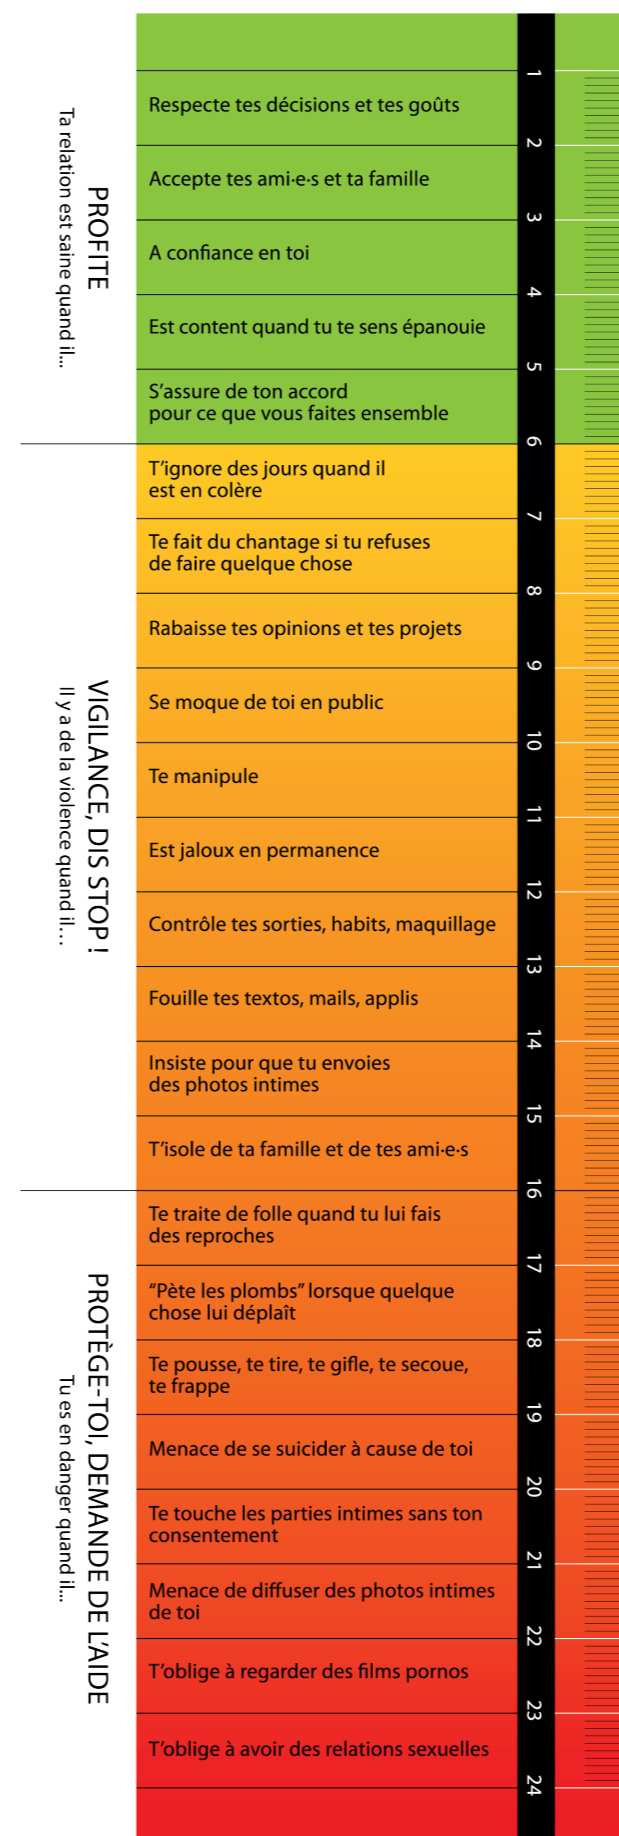 PROFITE
Ta relation est saine quand il...
1
Respecte tes décisions et tes goûts
2
Accepte tes ami·e·s et ta famille
3
A confiance en toi
4
Est content quand tu te sens épanouie
5
S’assure de ton accord
pour ce que vous faites ensemble
6
VIGILANCE, DIS STOP !
Il y a de la violence quand il…
T’ignore des jours quand il
est en colère
7
Te fait du chantage si tu refuses
de faire quelque chose
8
Rabaisse tes opinions et tes projets
9
Se moque de toi en public
10
Te manipule
11
Est jaloux en permanence
12
Contrôle tes sorties, habits, maquillage
13
Fouille tes textos, mails, applis
14
Insiste pour que tu envoies
des photos intimes
15
T’isole de ta famille et de tes ami·e·s
16
PROTÈGE-TOI, DEMANDE DE L’AIDE
Tu es en danger quand il...
Te traite de folle quand tu lui fais
des reproches
17
“Pète les plombs” lorsque quelque
chose lui déplaît
18
Te pousse, te tire, te gifle, te secoue,
te frappe
19
Menace de se suicider à cause de toi
20
Te touche les parties intimes sans ton
consentement
21
Menace de diffuser des photos intimes
de toi
22
T’oblige à regarder des films pornos
23
T’oblige à avoir des relations sexuelles
24